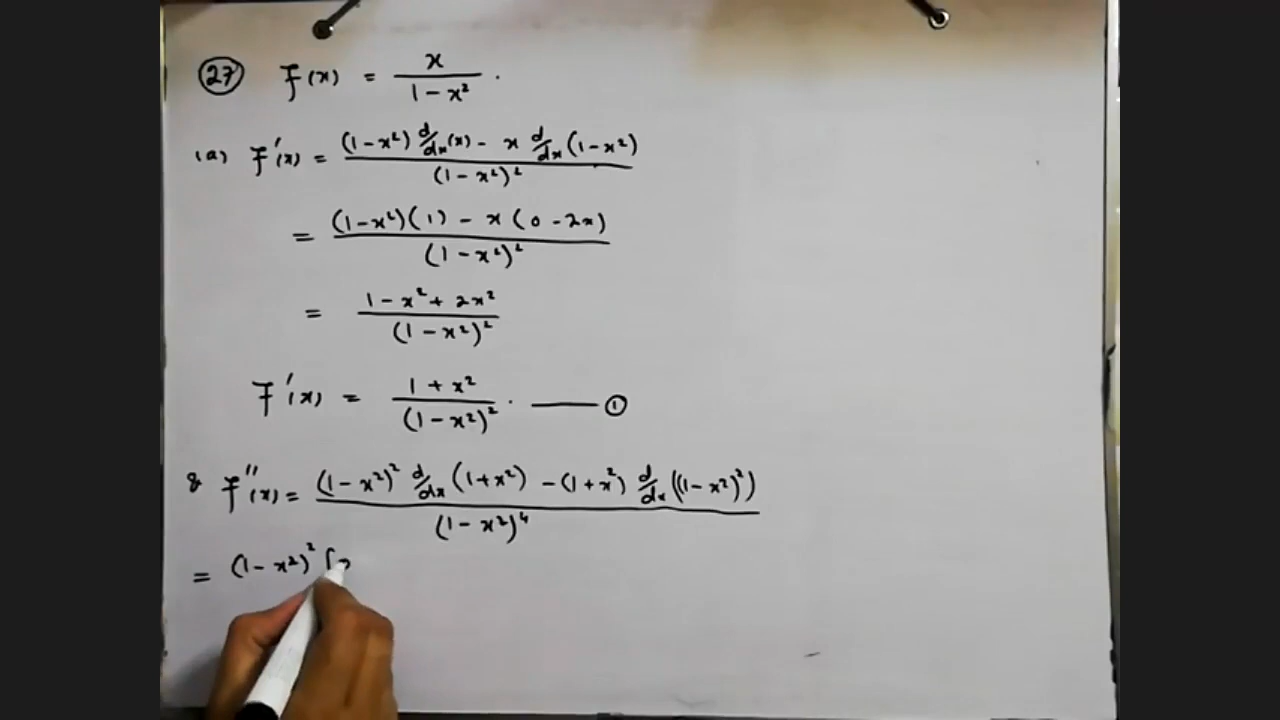 27 F(x) = x / (1 - x²) .
(a) F'(x) = ((1-x²) d/dx (x) - x d/dx (1-x²)) / (1-x²)²
= ((1-x²)(1) - x(0-2x)) / (1-x²)²
= (1-x²+2x²) / (1-x²)²
F'(x) = (1+x²) / (1-x²)² . —— ①
& F''(x) = ((1-x²)² d/dx (1+x²) - (1+x²) d/dx ((1-x²)²)) / (1-x²)⁴
= (1-x²)²